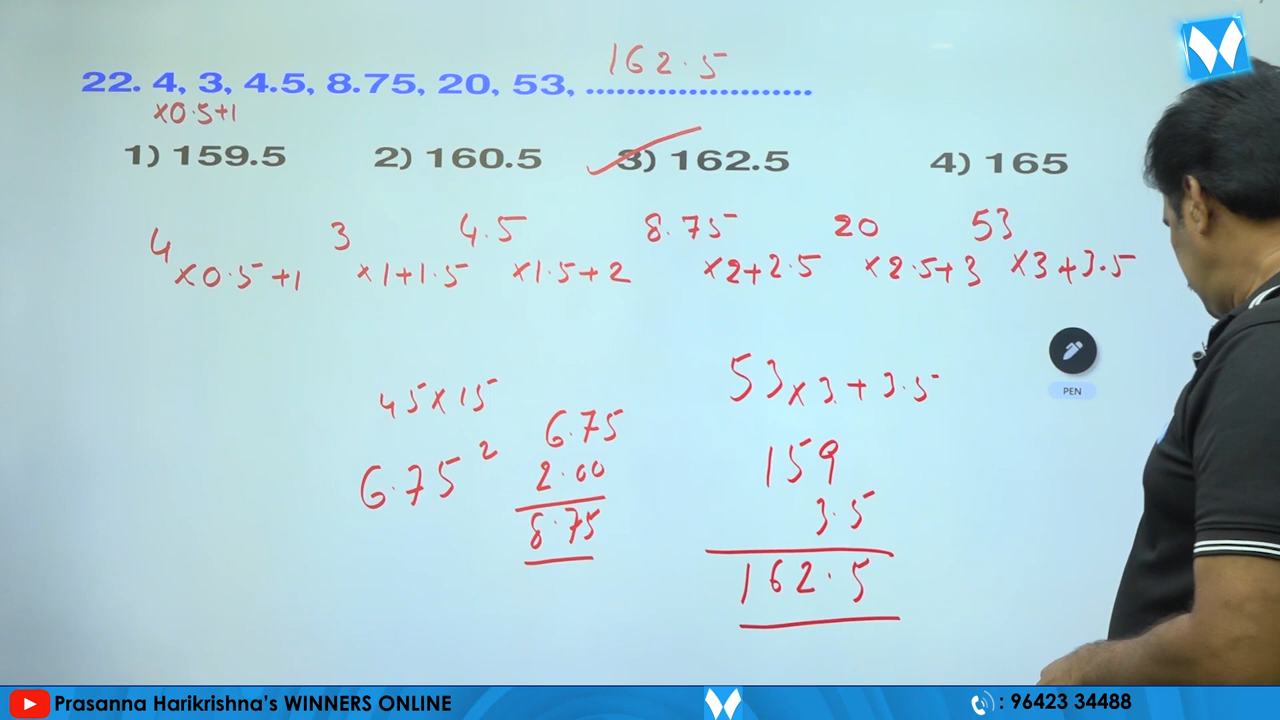 162.5
22. 4, 3, 4.5, 8.75, 20, 53, ........................
×0.5+1
1) 159.5 2) 160.5 3) 162.5 4) 165
4 3 4.5 8.75 20 53
×0.5+1 ×1+1.5 ×1.5+2 ×2+2.5 ×2.5+3 ×3+3.5
PEN
53×3+3.5
45×15
6.75 2
6.75
2.00
8.75
159
3.5
162.5
Prasanna Harikrishna's WINNERS ONLINE : 96423 34488